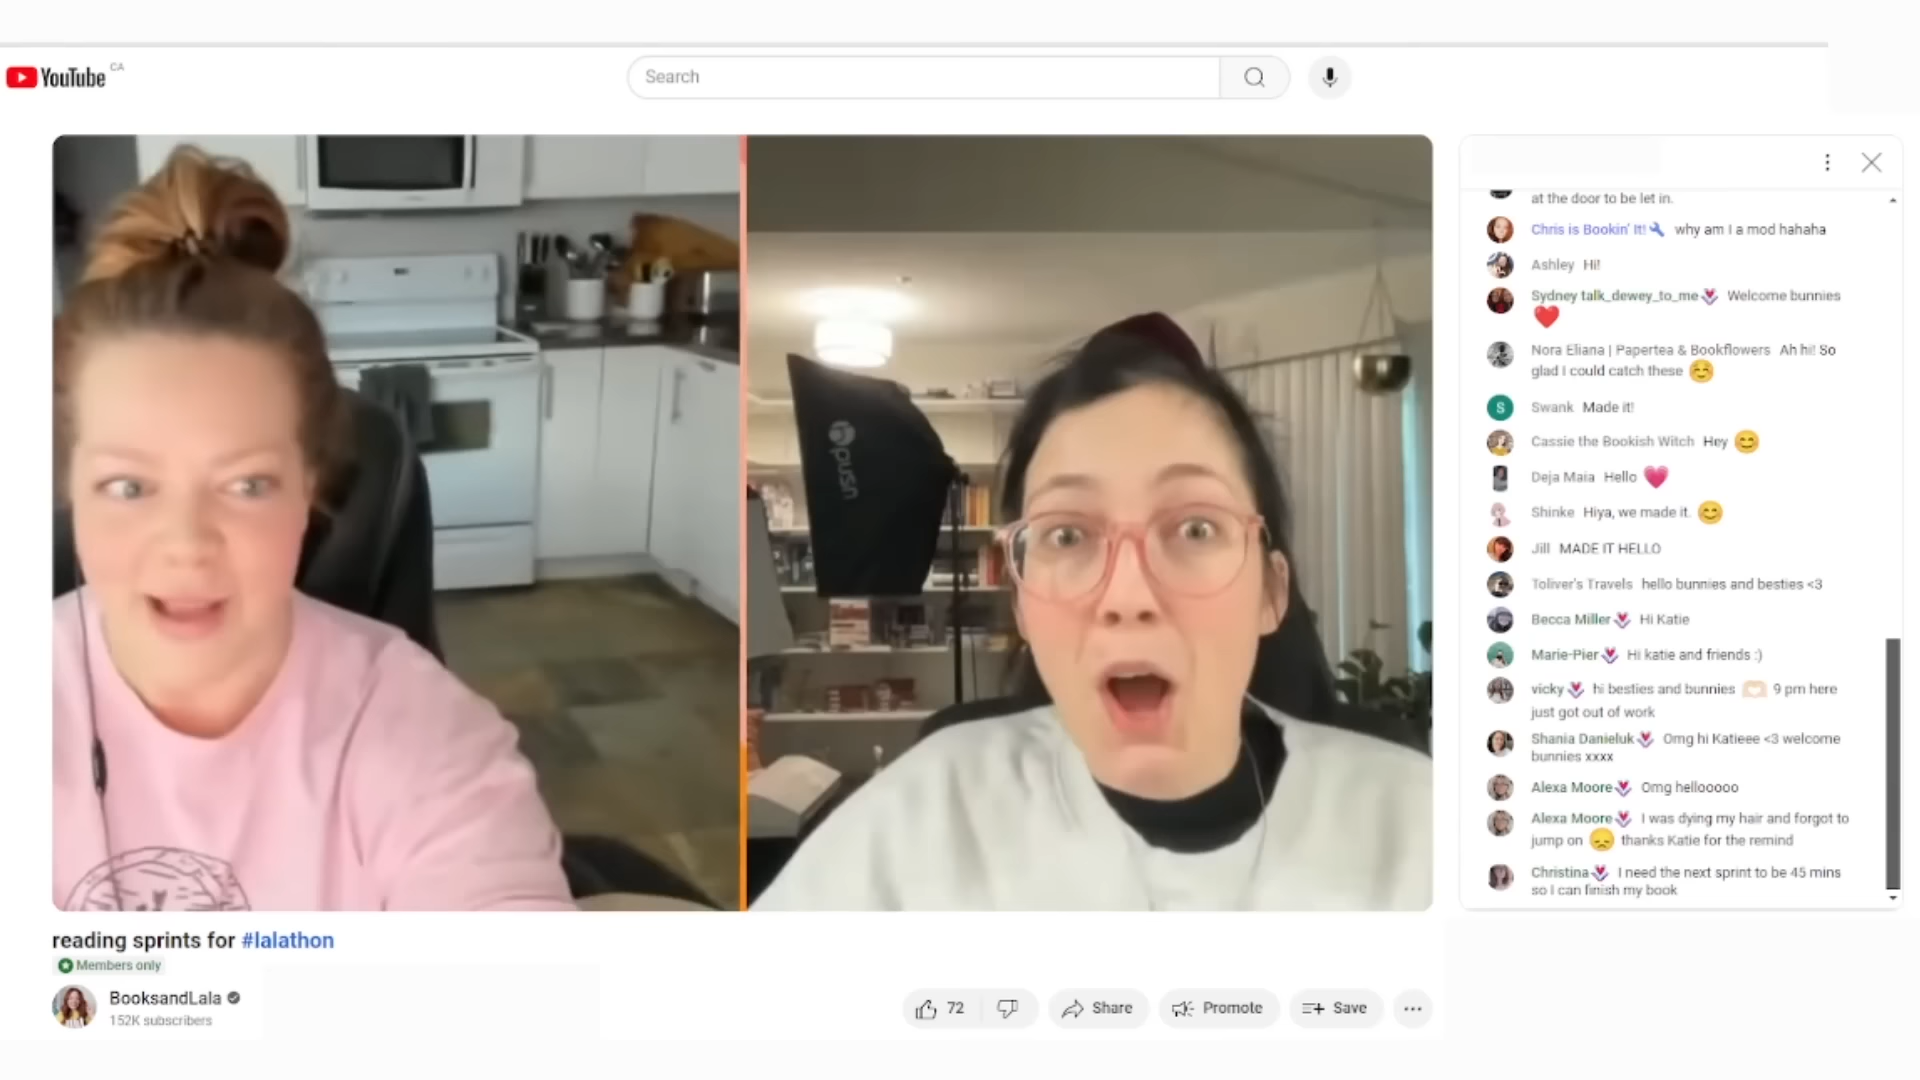 YouTube CA
Search
pusn
at the door to be let in.
Chris is Bookin' It! why am I a mod hahaha
Ashley Hi!
Sydney talk_dewey_to_me Welcome bunnies
Nora Eliana | Papertea & Bookflowers Ah hi! So
glad I could catch these
S Swank Made it!
Cassie the Bookish Witch Hey
Deja Maia Hello
Shinke Hiya, we made it.
Jill MADE IT HELLO
Toliver's Travels hello bunnies and besties <3
Becca Miller Hi Katie
Marie-Pier Hi katie and friends :)
vicky hi besties and bunnies 9 pm here
just got out of work
Shania Danieluk Omg hi Katieee <3 welcome
bunnies xxxx
Alexa Moore Omg hellooooo
Alexa Moore I was dying my hair and forgot to
jump on thanks Katie for the remind
Christina I need the next sprint to be 45 mins
so I can finish my book
reading sprints for #lalathon
Members only
BooksandLala
152K subscribers
72
Share
Promote
Save